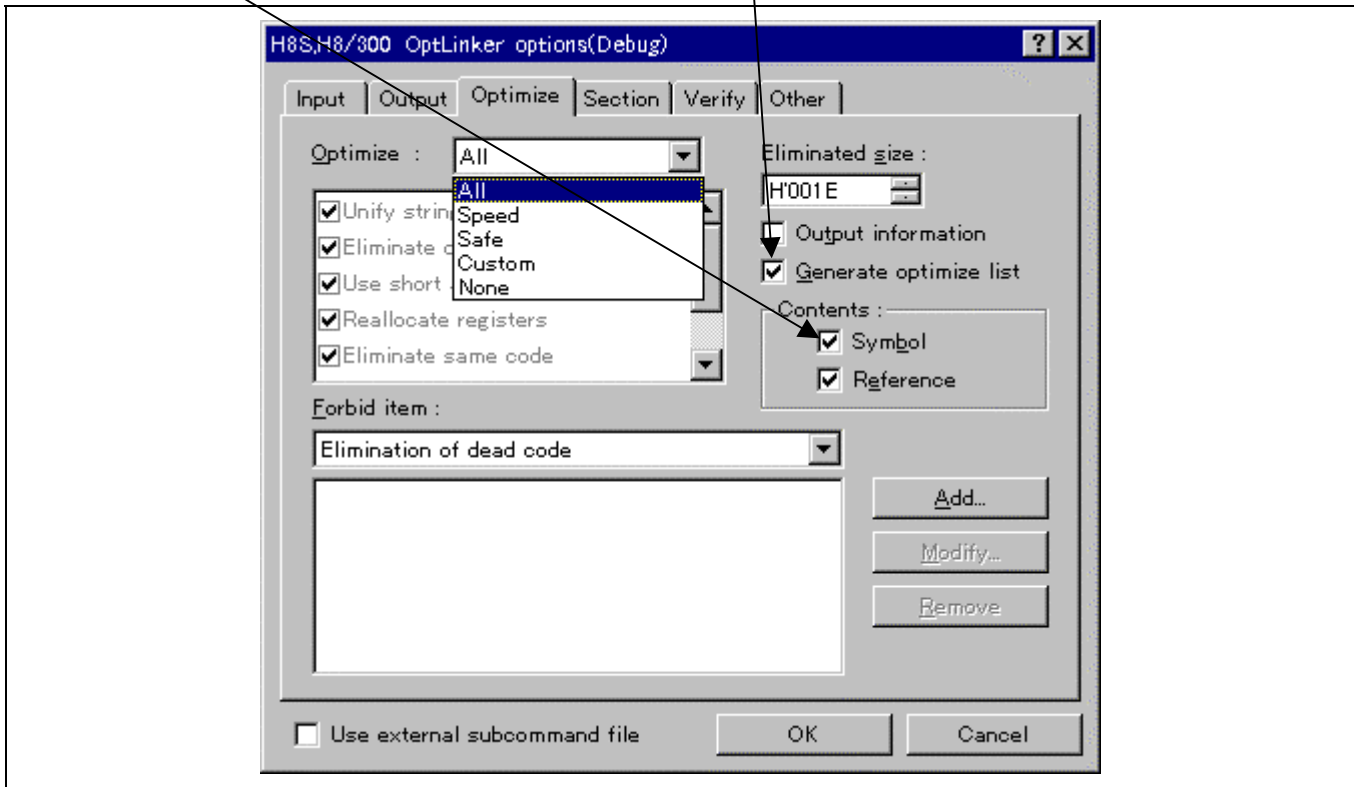 H8S,H8/300 OptLinker options(Debug)
Input Output Optimize Section Verify Other
Optimize : All
All
Speed
Safe
Custom
None
Unify strin
Eliminate
Use short
Reallocate registers
Eliminate same code
Eliminated size :
H'001E
Output information
Generate optimize list
Contents :
Symbol
Reference
Forbid item :
Elimination of dead code
Add...
Modify...
Remove
Use external subcommand file
OK
Cancel